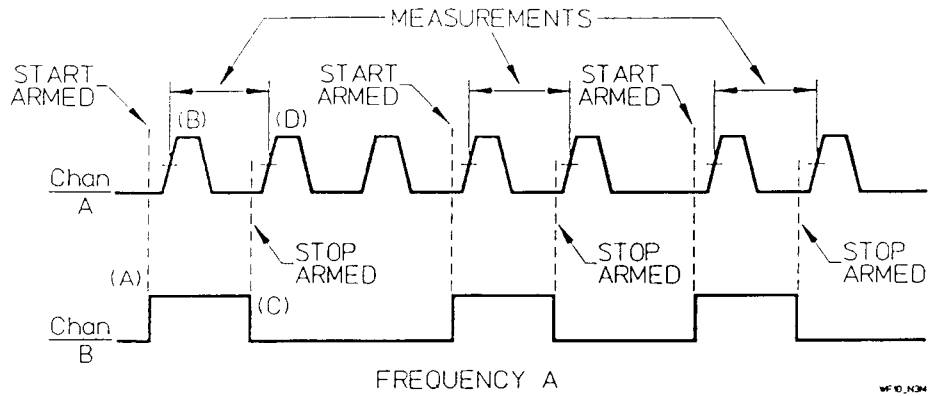 MEASUREMENTS
START
ARMED
START
ARMED
START
ARMED
(B)
(D)
Chan
A
STOP
ARMED
STOP
ARMED
STOP
ARMED
(A)
(C)
Chan
B
FREQUENCY A
WF10_N3M